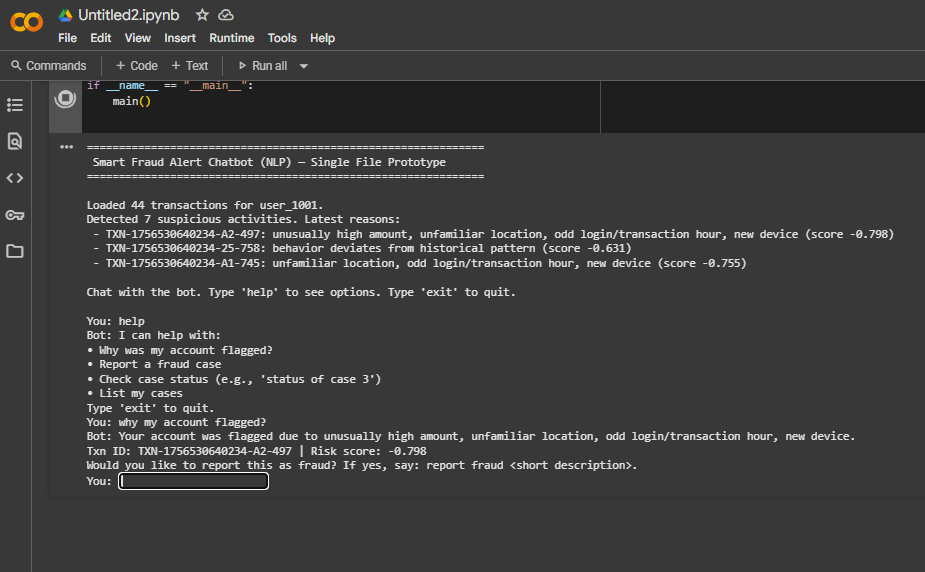 Untitled2.ipynb
File Edit View Insert Runtime Tools Help
Commands + Code + Text Run all
if __name__ == "__main__":
main()
==============================================================
Smart Fraud Alert Chatbot (NLP) — Single File Prototype
==============================================================
Loaded 44 transactions for user_1001.
Detected 7 suspicious activities. Latest reasons:
- TXN-1756530640234-A2-497: unusually high amount, unfamiliar location, odd login/transaction hour, new device (score -0.798)
- TXN-1756530640234-25-758: behavior deviates from historical pattern (score -0.631)
- TXN-1756530640234-A1-745: unfamiliar location, odd login/transaction hour, new device (score -0.755)
Chat with the bot. Type 'help' to see options. Type 'exit' to quit.
You: help
Bot: I can help with:
• Why was my account flagged?
• Report a fraud case
• Check case status (e.g., 'status of case 3')
• List my cases
Type 'exit' to quit.
You: why my account flagged?
Bot: Your account was flagged due to unusually high amount, unfamiliar location, odd login/transaction hour, new device.
Txn ID: TXN-1756530640234-A2-497 | Risk score: -0.798
Would you like to report this as fraud? If yes, say: report fraud <short description>.
You: